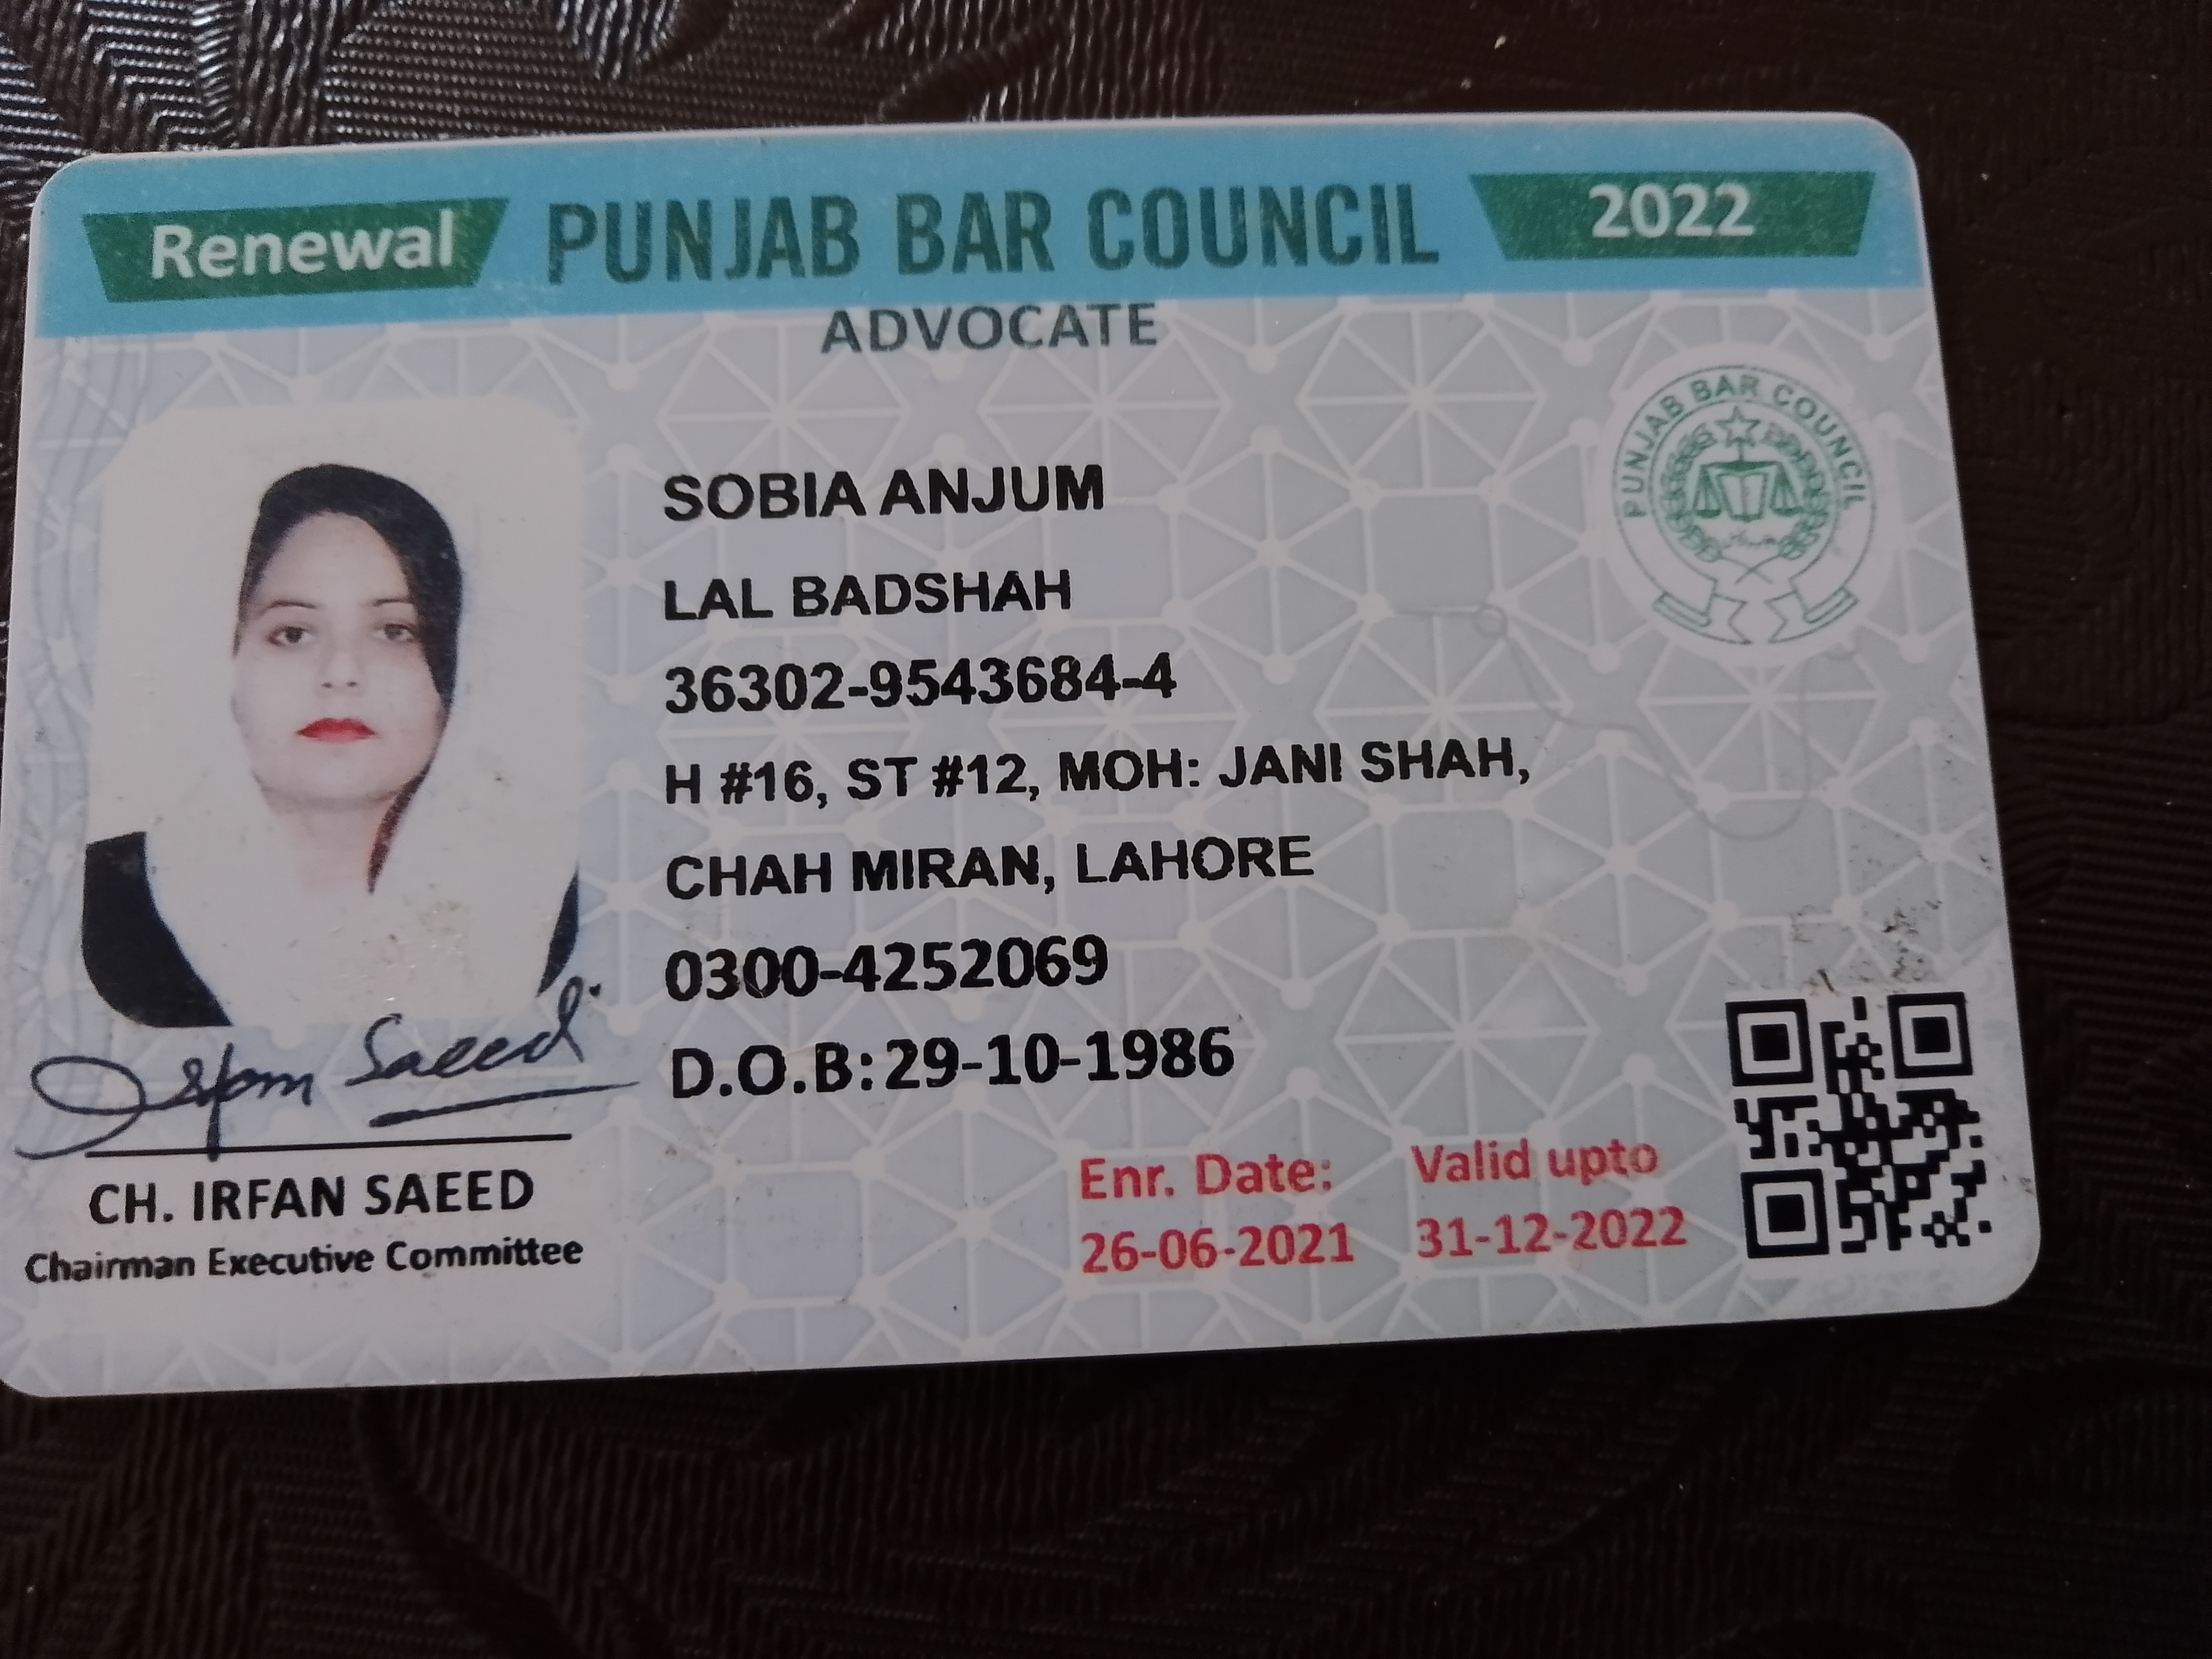 Renewal PUNJAB BAR COUNCIL 2022
ADVOCATE
PUNJAB BAR COUNCIL
SOBIA ANJUM
LAL BADSHAH
36302-9543684-4
H #16, ST #12, MOH: JANI SHAH,
CHAH MIRAN, LAHORE
0300-4252069
D.O.B:29-10-1986
Irfan Saeed
CH. IRFAN SAEED
Chairman Executive Committee
Enr. Date: Valid upto
26-06-2021 31-12-2022